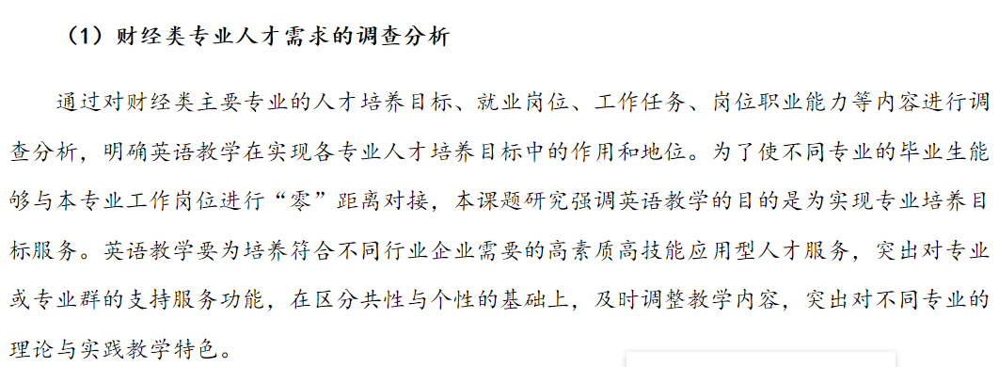 （1）财经类专业人才需求的调查分析
通过对财经类主要专业的人才培养目标、就业岗位、工作任务、岗位职业能力等内容进行调
查分析，明确英语教学在实现各专业人才培养目标中的作用和地位。为了使不同专业的毕业生能
够与本专业工作岗位进行“零”距离对接，本课题研究强调英语教学的目的是为实现专业培养目
标服务。英语教学要为培养符合不同行业企业需要的高素质高技能应用型人才服务，突出对专业
或专业群的支持服务功能，在区分共性与个性的基础上，及时调整教学内容，突出对不同专业的
理论与实践教学特色。